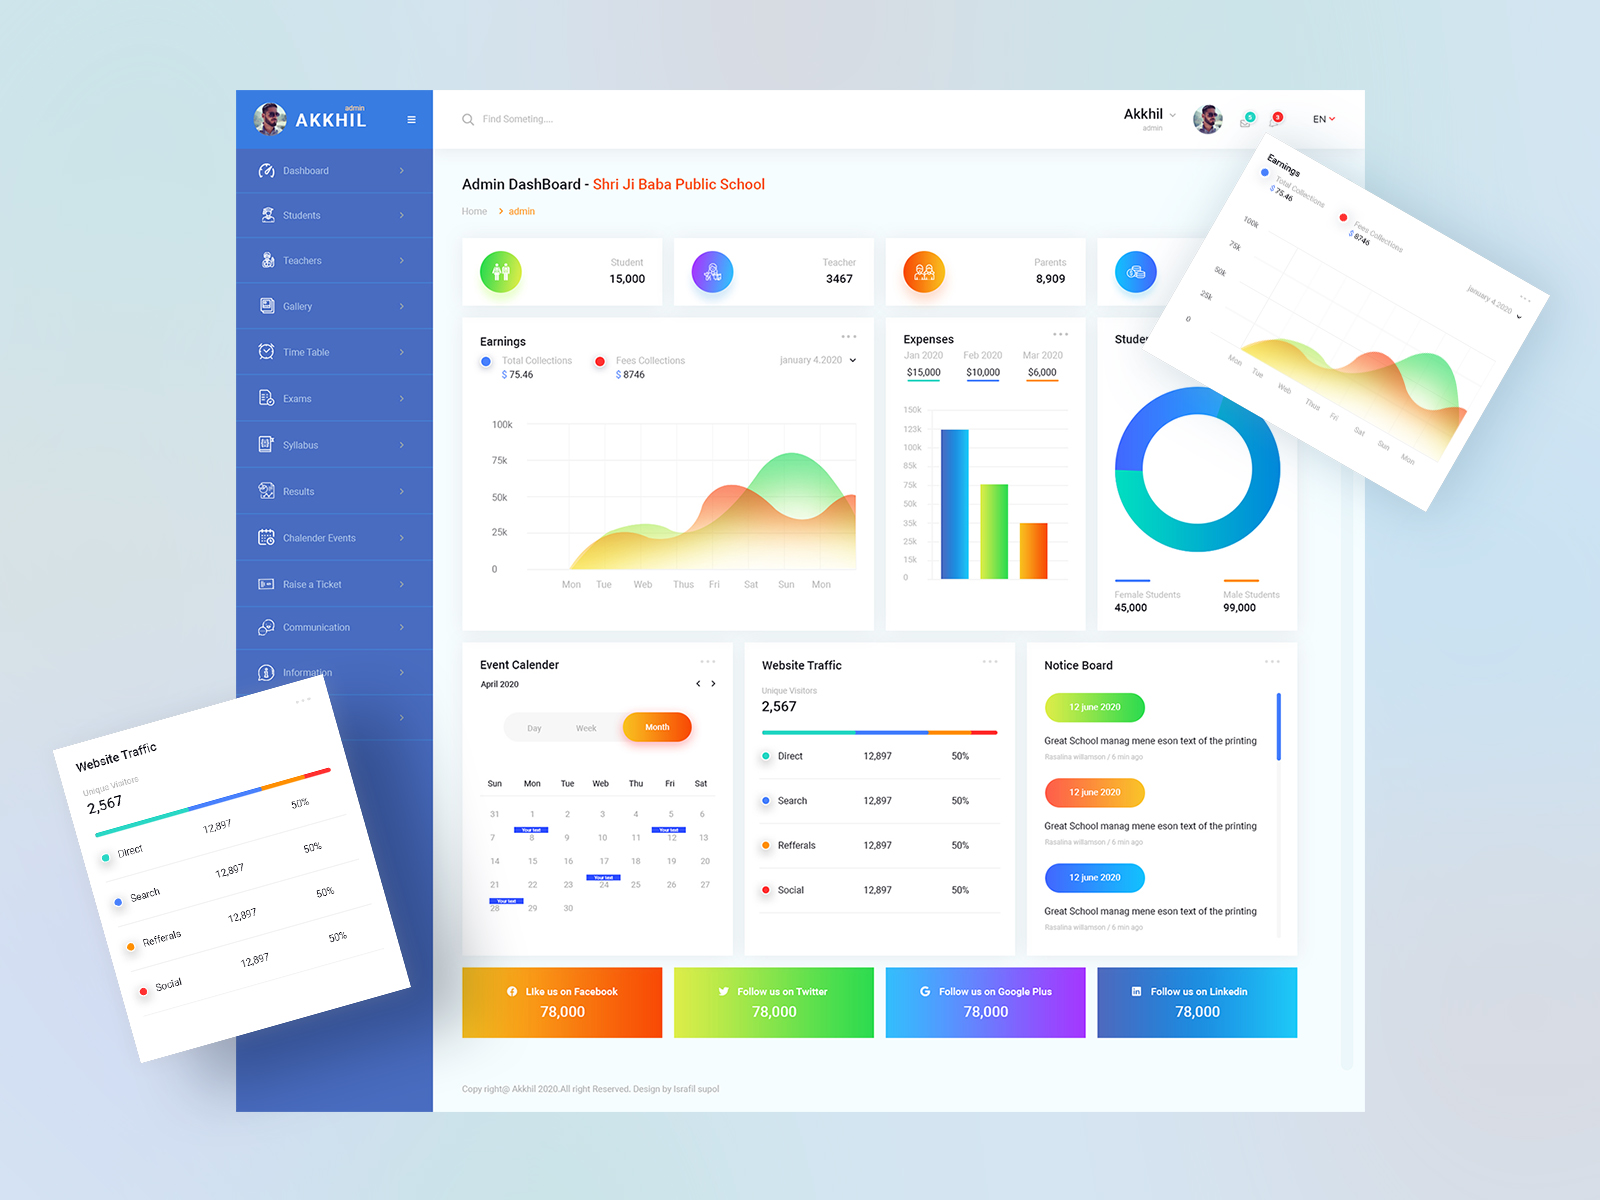 admin
AKKHIL
Find Someting....
Akkhil
admin
5
3
EN
Dashboard
Students
Teachers
Gallery
Time Table
Exams
Syllabus
Results
Chalender Events
Raise a Ticket
Communication
Information
Admin DashBoard - Shri Ji Baba Public School
Home > admin
Student
15,000
Teacher
3467
Parents
8,909
Earnings
Total Collections
$ 75.46
Fees Collections
$ 8746
january 4.2020
100k
75k
50k
25k
0
Mon Tue Web Thus Fri Sat Sun Mon
Expenses
Jan 2020 Feb 2020 Mar 2020
$15,000 $10,000 $6,000
150k
123k
100k
85k
75k
50k
35k
25k
15k
0
Female Students
45,000
Male Students
99,000
Earnings
Total Collections
$ 75.46
Fees Collections
$ 8746
january 4.2020
100k
75k
50k
25k
0
Mon Tue Web Thus Fri Sat Sun Mon
Event Calender
April 2020
Day Week Month
Sun Mon Tue Web Thu Fri Sat
31 1 2 3 4 5 6
Your text Your text
7 8 9 10 11 12 13
14 15 16 17 18 19 20
Your text
21 22 23 24 25 26 27
Your text
28 29 30
Website Traffic
Unique Visitors
2,567
Direct 12,897 50%
Search 12,897 50%
Refferals 12,897 50%
Social 12,897 50%
Notice Board
12 june 2020
Great School manag mene eson text of the printing
Rasalina willamson / 6 min ago
12 june 2020
Great School manag mene eson text of the printing
Rasalina willamson / 6 min ago
12 june 2020
Great School manag mene eson text of the printing
Rasalina willamson / 6 min ago
Website Traffic
Unique Visitors
2,567
Direct 12,897 50%
Search 12,897 50%
Refferals 12,897 50%
Social 12,897 50%
Like us on Facebook
78,000
Follow us on Twitter
78,000
Follow us on Google Plus
78,000
Follow us on Linkedin
78,000
Copy right@ Akkhil 2020.All right Reserved. Design by Israfil supol